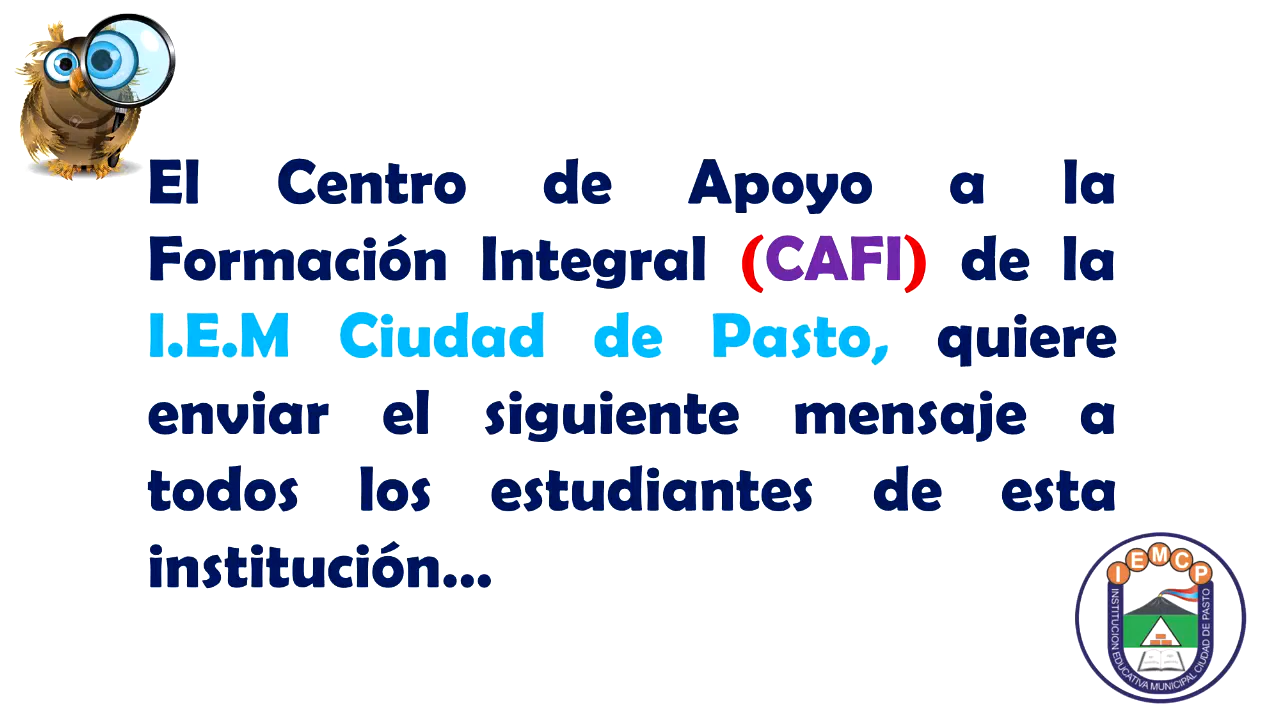 El Centro de Apoyo a la
Formación Integral (CAFI) de la
I.E.M Ciudad de Pasto, quiere
enviar el siguiente mensaje a
todos los estudiantes de esta
institución...
IEMCP
INSTITUCION EDUCATIVA MUNICIPAL CIUDAD DE PASTO